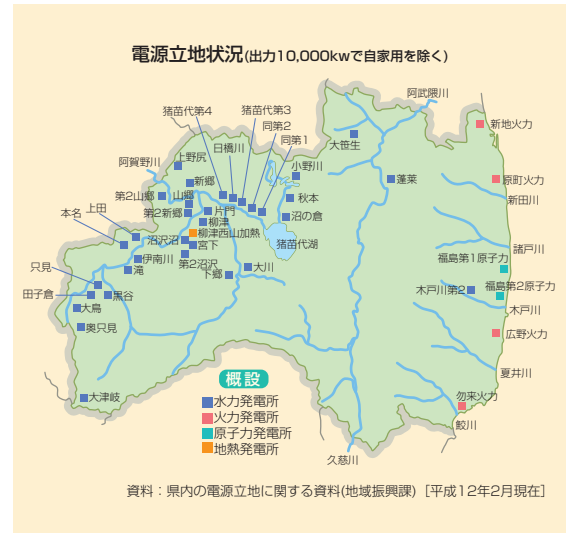 電源立地状況(出力10,000kwで自家用を除く)
阿武隈川
猪苗代第4
猪苗代第3
同第2
同第1
日橋川
新地火力
大笹生
阿賀野川
上野尻
小野川
新郷
蓬莱
原町火力
第2山郷
山郷
秋本
新田川
上田
第2新郷
片門
沼の倉
本名
柳津
柳津西山加熱
沼沢沼
宮下
猪苗代湖
諸戸川
伊南川
第2沼沢
福島第1原子力
只見
滝
下郷
大川
木戸川第2
福島第2原子力
田子倉
黒谷
大鳥
木戸川
奥只見
広野火力
夏井川
概設
水力発電所
大津岐
勿来火力
火力発電所
鮫川
原子力発電所
地熱発電所
久慈川
資料：県内の電源立地に関する資料(地域振興課)［平成12年2月現在］